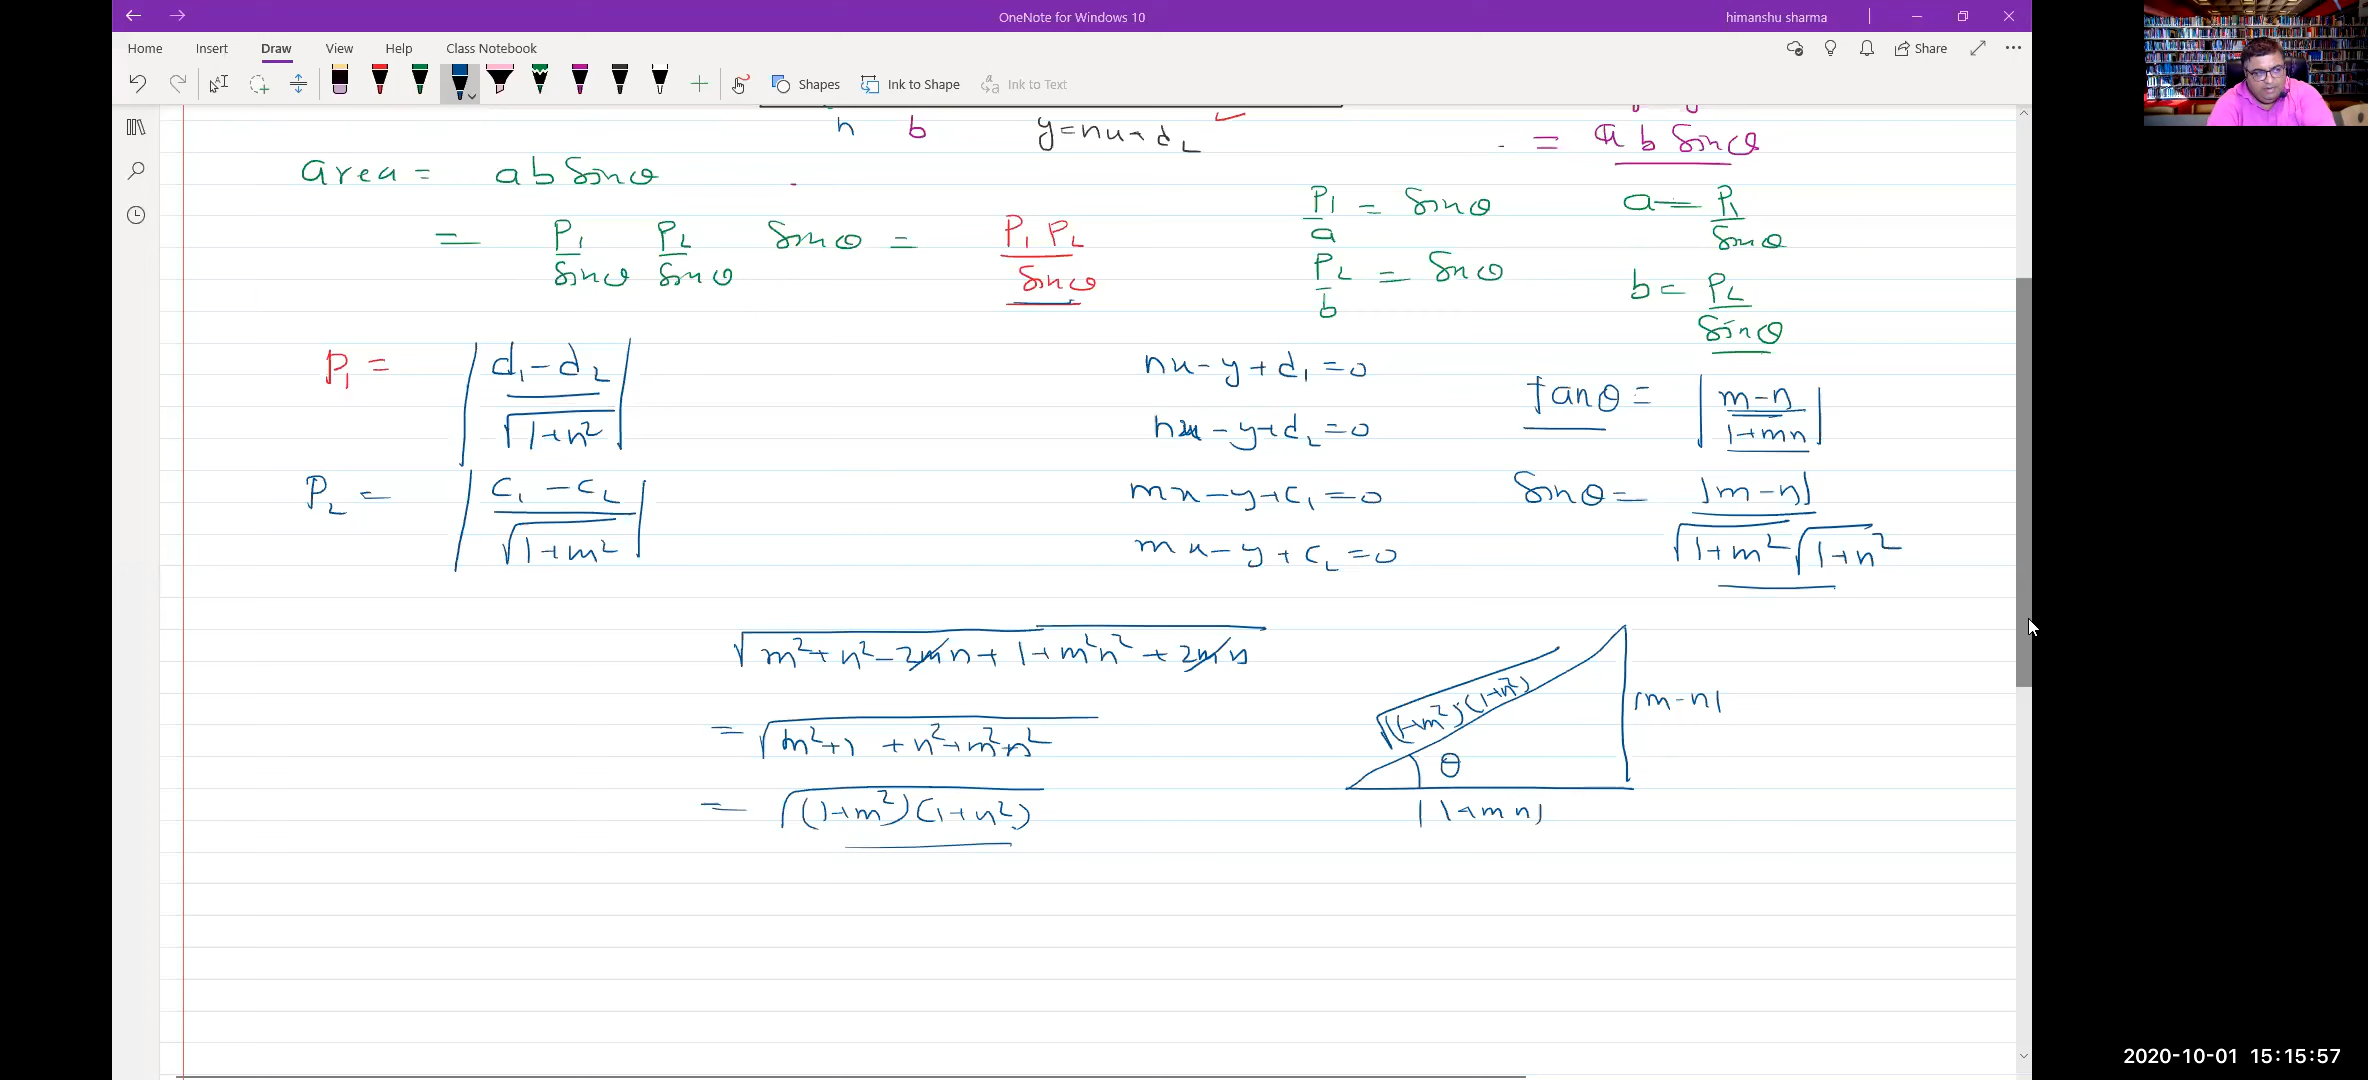 OneNote for Windows 10
himanshu sharma
Home Insert Draw View Help Class Notebook
Share
Shapes Ink to Shape Ink to Text
n b y = nx + d₂ = a b Sinθ
area = ab Sinθ
= P₁/Sinθ P₂/Sinθ Sinθ = P₁ P₂/Sinθ
P₁/a = Sinθ a = P₁/Sinθ
P₂/b = Sinθ b = P₂/Sinθ
P₁ = |d₁ - d₂/√1+n²|
nx - y + d₁ = 0
nx - y + d₂ = 0
tanθ = |m-n/1+mn|
P₂ = |c₁ - c₂/√1+m²|
mx - y + c₁ = 0
mx - y + c₂ = 0
Sinθ = |m-n|/√1+m² √1+n²
√m²+n²-2mn+1+m²n²+2mn
= √m²+1+n²+m²n²
= √(1+m²)(1+n²)
√(1+m²)(1+n²)
|m-n|
θ
|1+mn|
2020-10-01 15:15:57